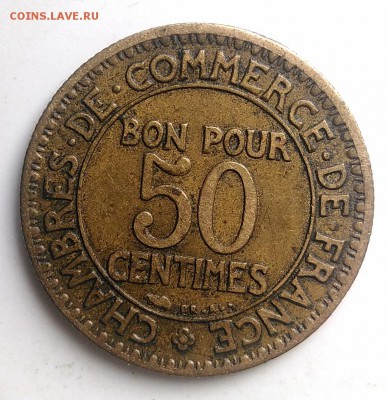 COINS.LAVE.RU
CHAMBRES·DE·COMMERCE·DE·FRANCE
BON POUR
50
CENTIMES